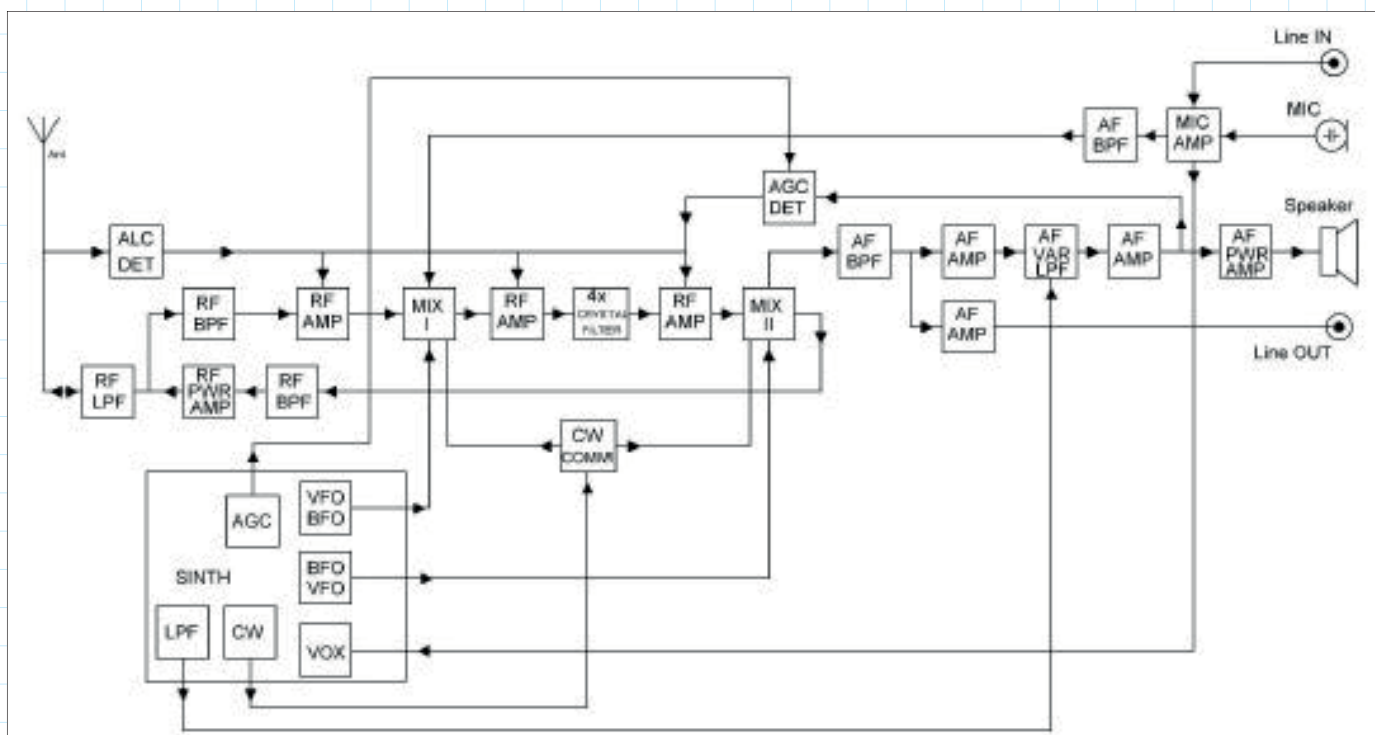 Line IN
MIC
Ant
AF
BPF
MIC
AMP
AGC
DET
Speaker
ALC
DET
AF
BPF
AF
AMP
AF
VAR
LPF
AF
AMP
AF
PWR
AMP
RF
BPF
RF
AMP
MIX
I
RF
AMP
4x
CRYSTAL
FILTER
RF
AMP
MIX
II
AF
AMP
Line OUT
RF
LPF
RF
PWR
AMP
RF
BPF
CW
COMM
AGC
VFO
BFO
BFO
VFO
SINTH
LPF
CW
VOX